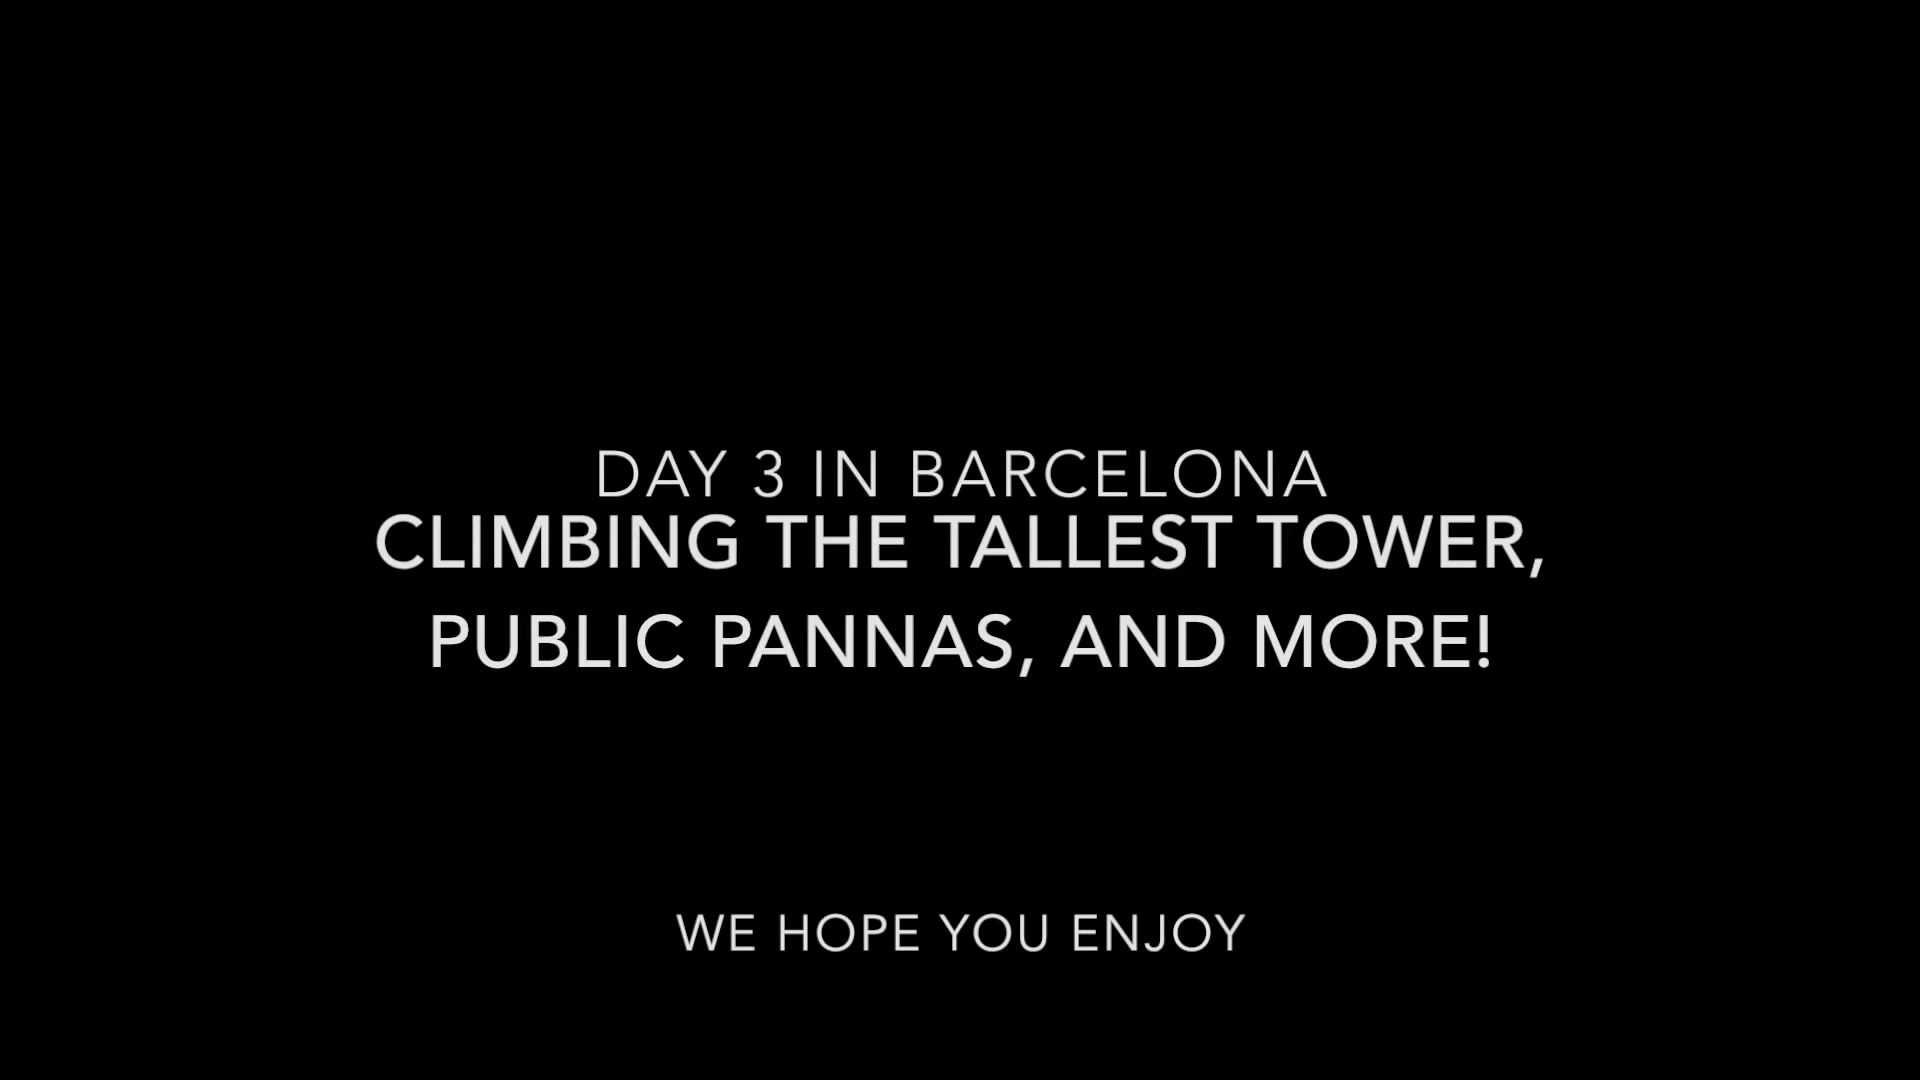 DAY 3 IN BARCELONA
CLIMBING THE TALLEST TOWER,
PUBLIC PANNAS, AND MORE!
WE HOPE YOU ENJOY